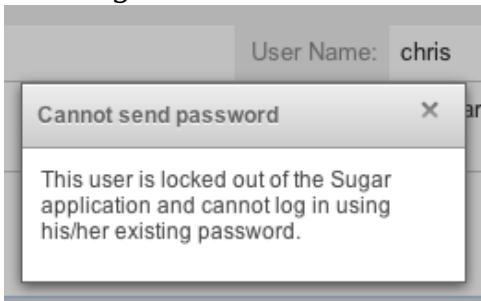 User Name: chris
Cannot send password
ar
This user is locked out of the Sugar
application and cannot log in using
his/her existing password.